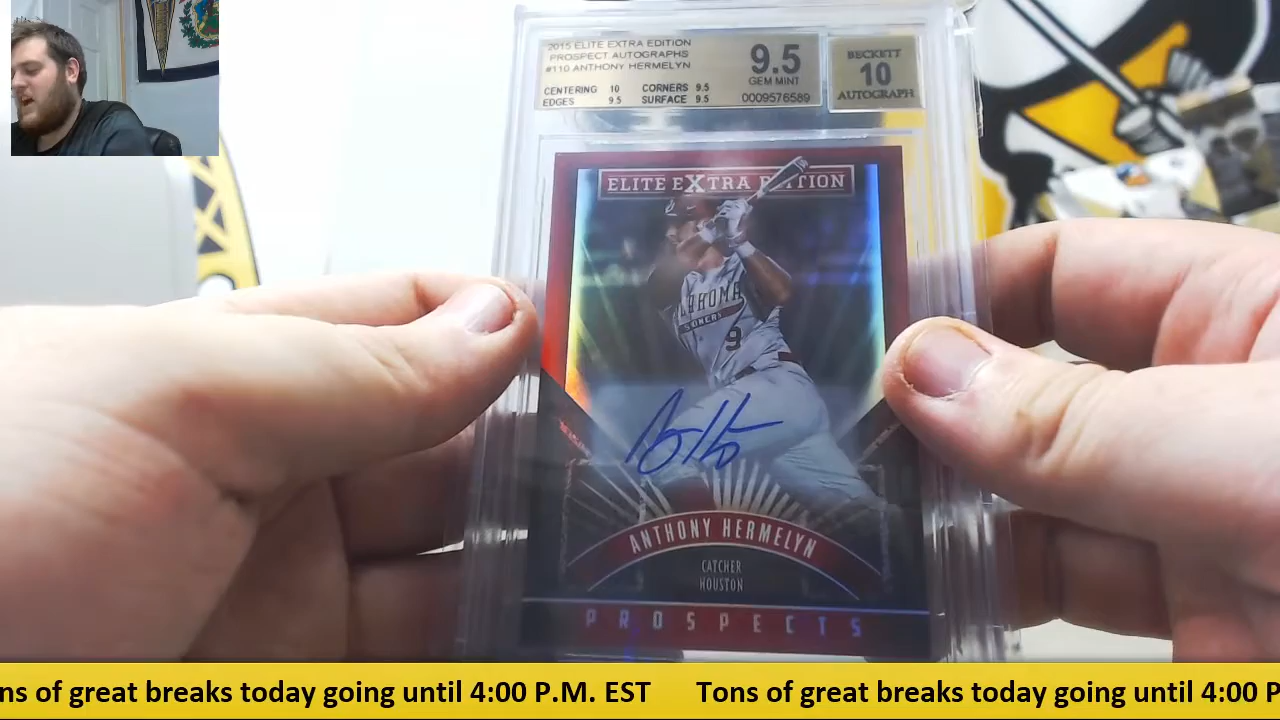 2015 ELITE EXTRA EDITION
PROSPECT AUTOGRAPHS
#110 ANTHONY HERMELYN
CENTERING 10 CORNERS 9.5
EDGES 9.5 SURFACE 9.5
9.5
GEM MINT
0009576589
BECKETT
10
AUTOGRAPH
ELITE EXTRA EDITION
9
ANTHONY HERMELYN
CATCHER
HOUSTON
PROSPECTS
ns of great breaks today going until 4:00 P.M. EST Tons of great breaks today going until 4:00 P